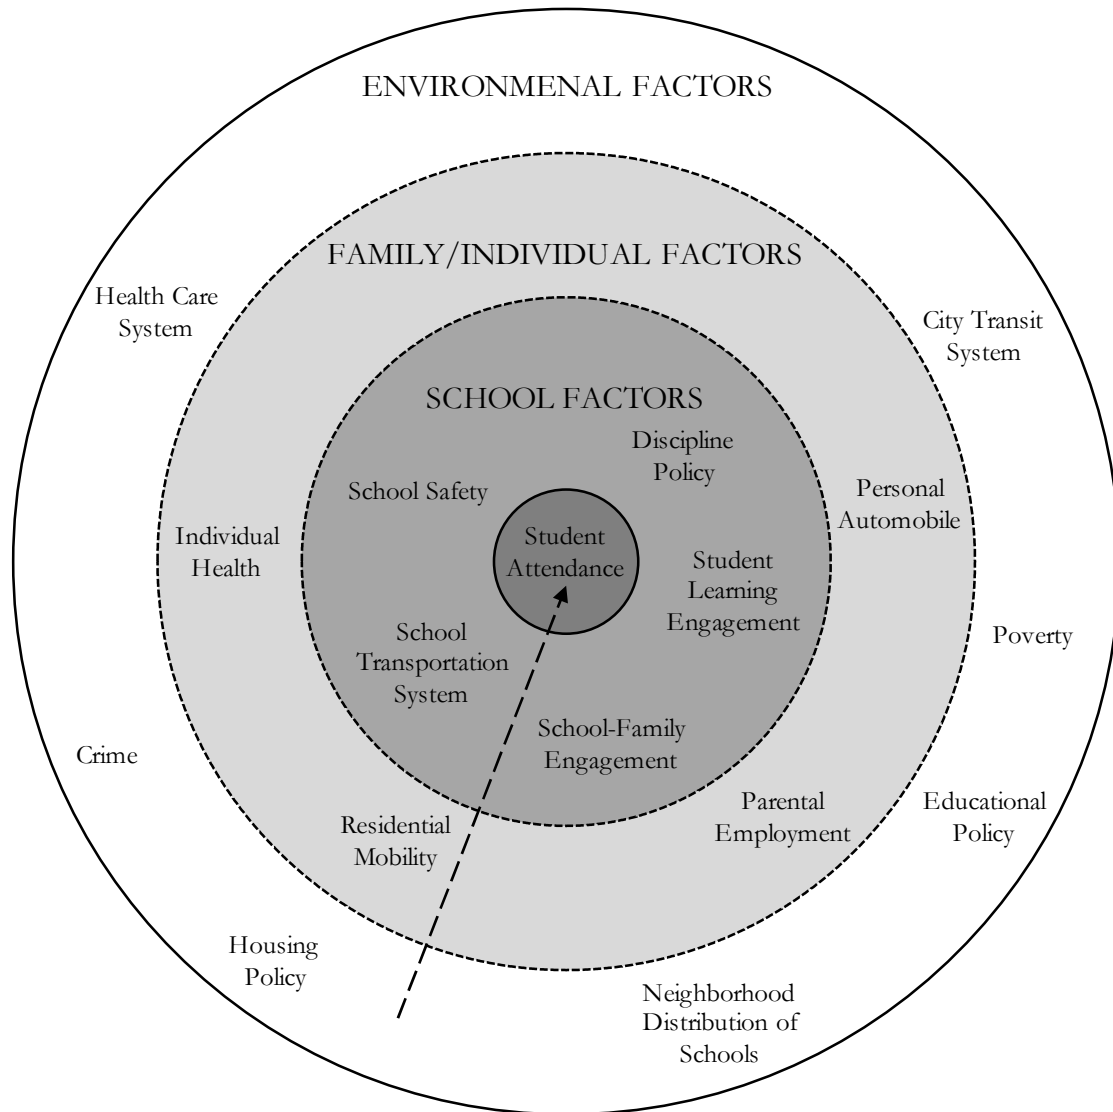 ENVIRONMENAL FACTORS
FAMILY/INDIVIDUAL FACTORS
Health Care
System
City Transit
System
SCHOOL FACTORS
Discipline
Policy
School Safety
Personal
Automobile
Individual
Health
Student
Attendance
Student
Learning
Engagement
School
Transportation
System
Poverty
School-Family
Engagement
Crime
Parental
Employment
Educational
Policy
Residential
Mobility
Housing
Policy
Neighborhood
Distribution of
Schools